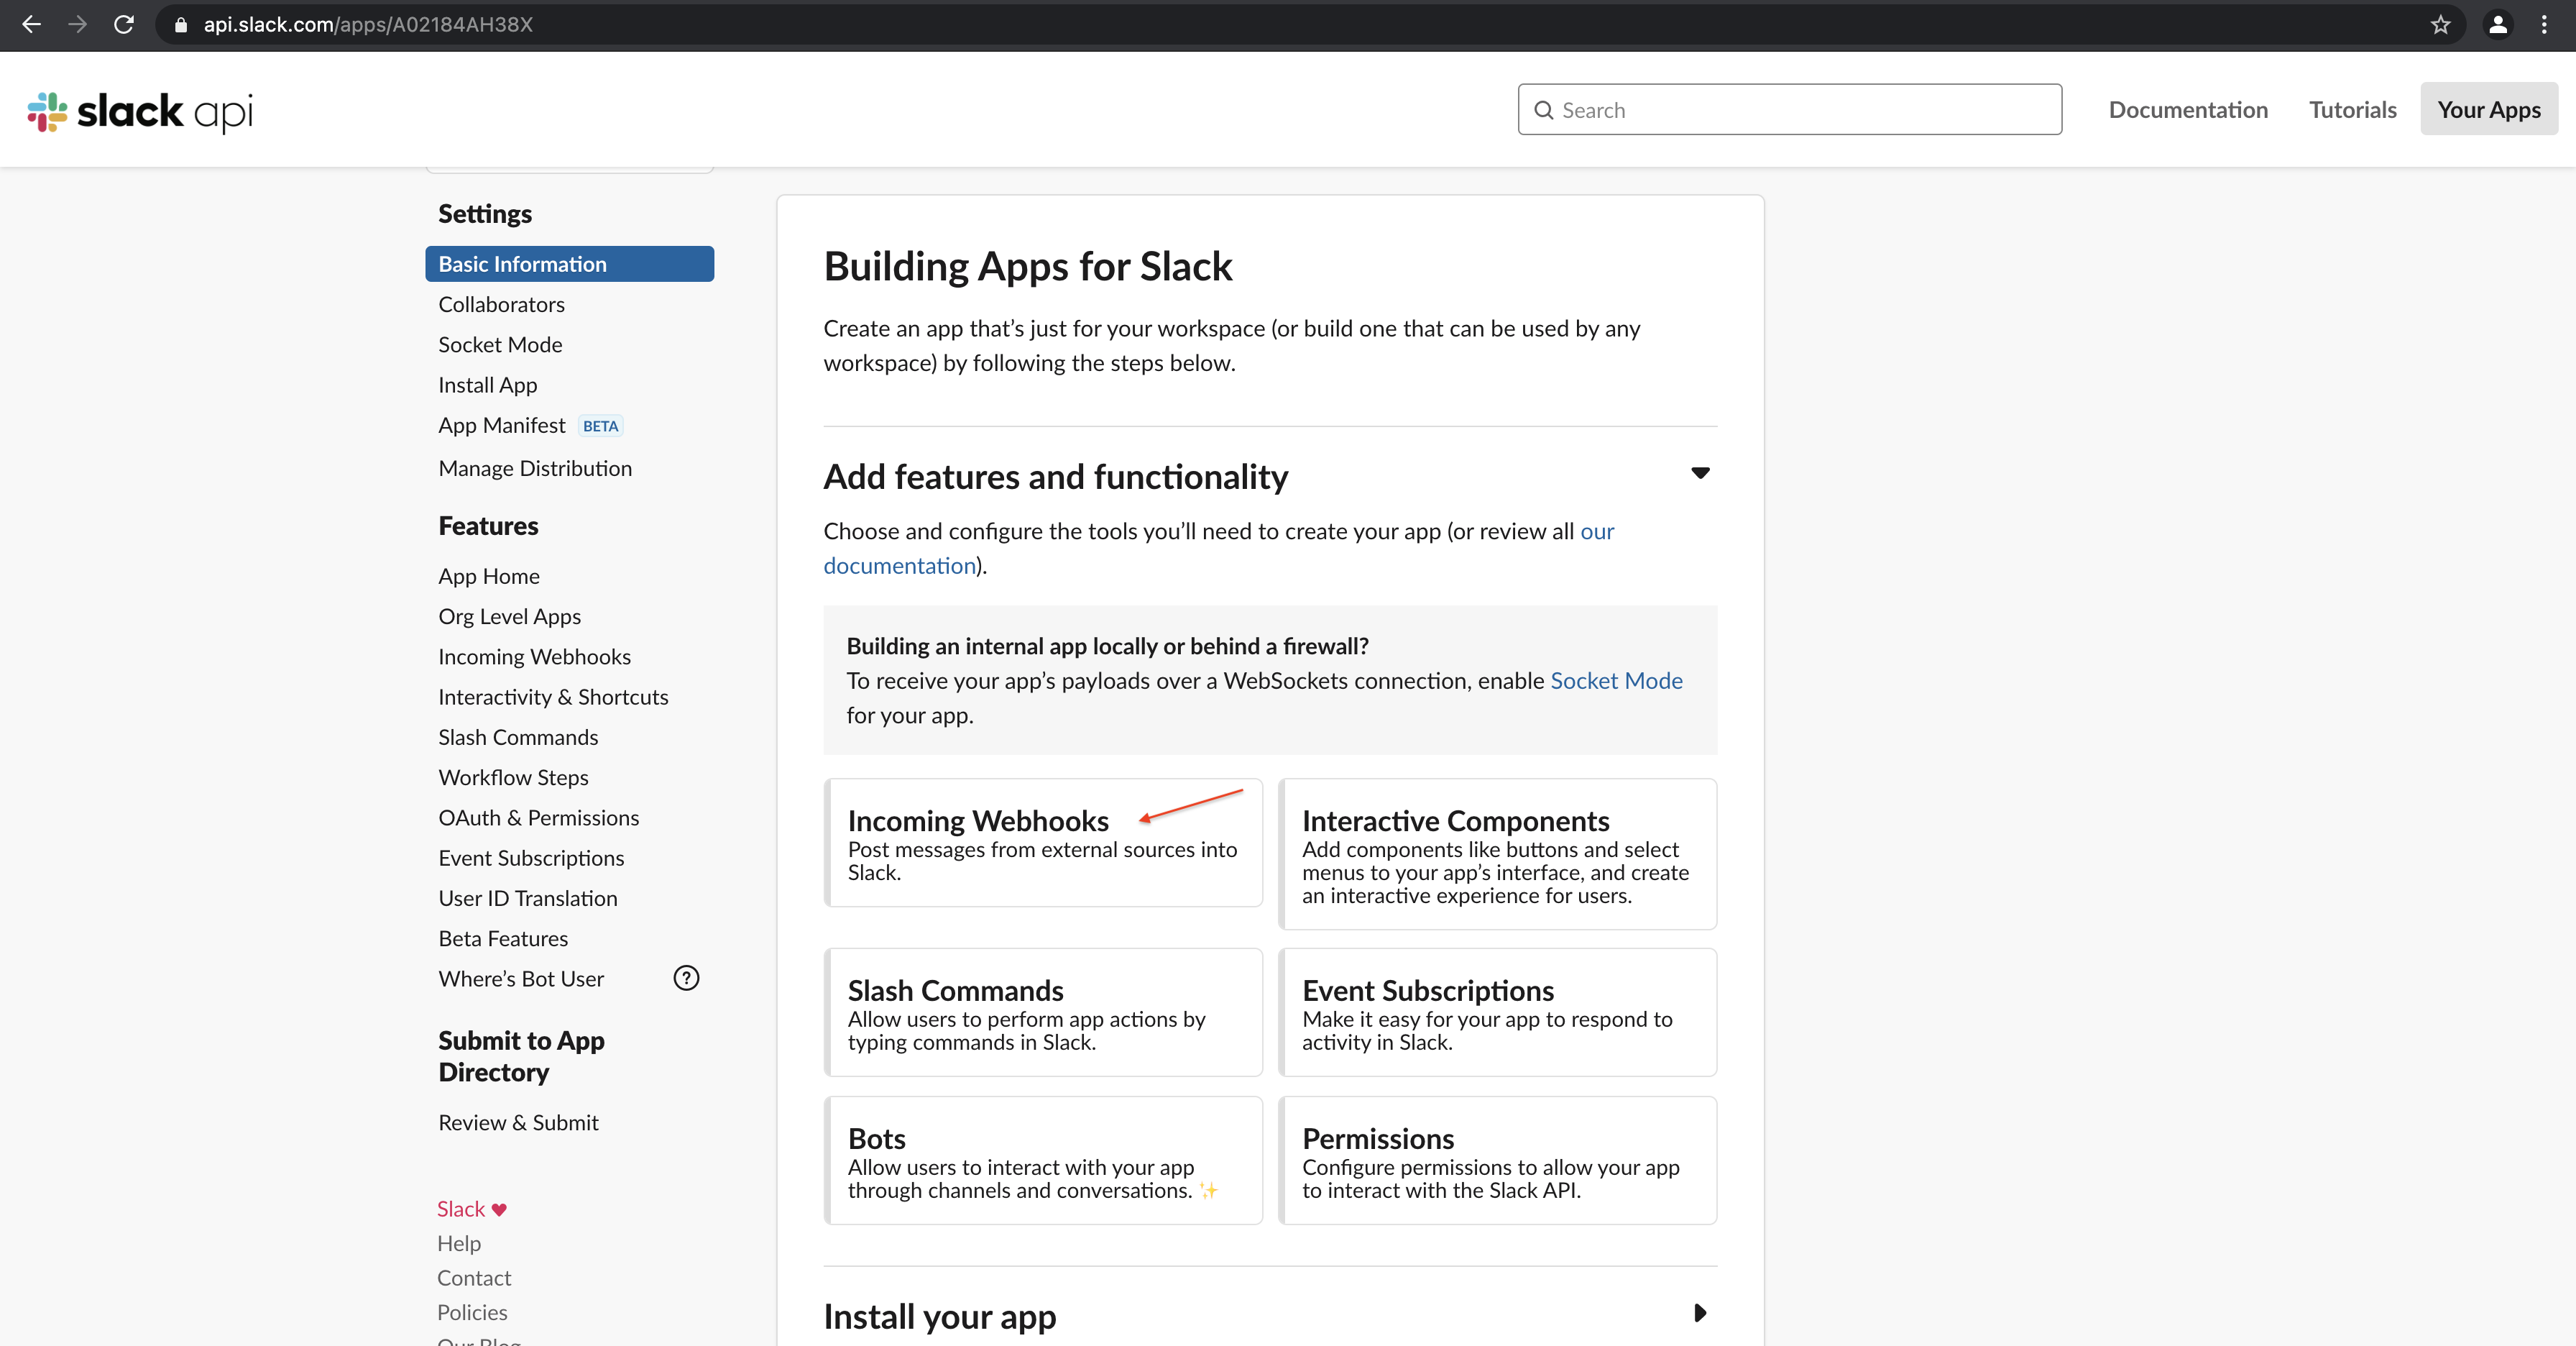 api.slack.com/apps/A02184AH38X
slack api
Search
Documentation
Tutorials
Your Apps
Settings
Basic Information
Collaborators
Socket Mode
Install App
App Manifest BETA
Manage Distribution
Features
App Home
Org Level Apps
Incoming Webhooks
Interactivity & Shortcuts
Slash Commands
Workflow Steps
OAuth & Permissions
Event Subscriptions
User ID Translation
Beta Features
Where’s Bot User ?
Submit to App
Directory
Review & Submit
Slack ♥
Help
Contact
Policies
Our Blog
Building Apps for Slack
Create an app that’s just for your workspace (or build one that can be used by any
workspace) by following the steps below.
Add features and functionality
Choose and configure the tools you’ll need to create your app (or review all our
documentation).
Building an internal app locally or behind a firewall?
To receive your app’s payloads over a WebSockets connection, enable Socket Mode
for your app.
Incoming Webhooks
Post messages from external sources into
Slack.
Interactive Components
Add components like buttons and select
menus to your app’s interface, and create
an interactive experience for users.
Slash Commands
Allow users to perform app actions by
typing commands in Slack.
Event Subscriptions
Make it easy for your app to respond to
activity in Slack.
Bots
Allow users to interact with your app
through channels and conversations. ✨
Permissions
Configure permissions to allow your app
to interact with the Slack API.
Install your app